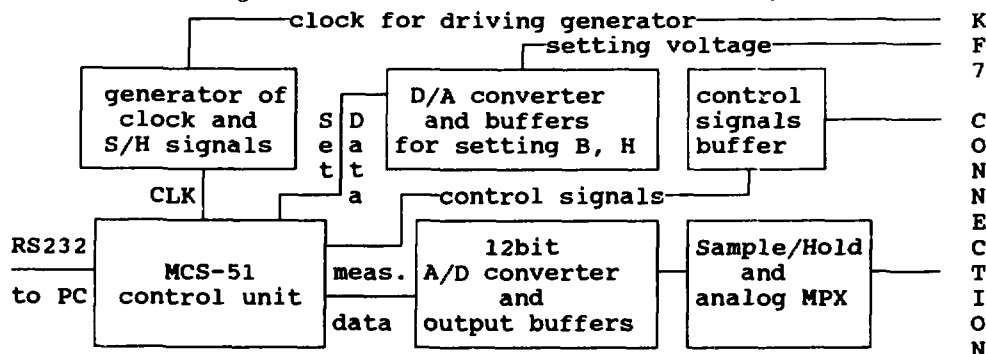 clock for driving generator
setting voltage
K
F
7
generator of
clock and
S/H signals
Set
Data
D/A converter
and buffers
for setting B, H
control
signals
buffer
CLK
control signals
RS232
to PC
MCS-51
control unit
meas.
data
12bit
A/D converter
and
output buffers
Sample/Hold
and
analog MPX
C
O
N
N
E
C
T
I
O
N